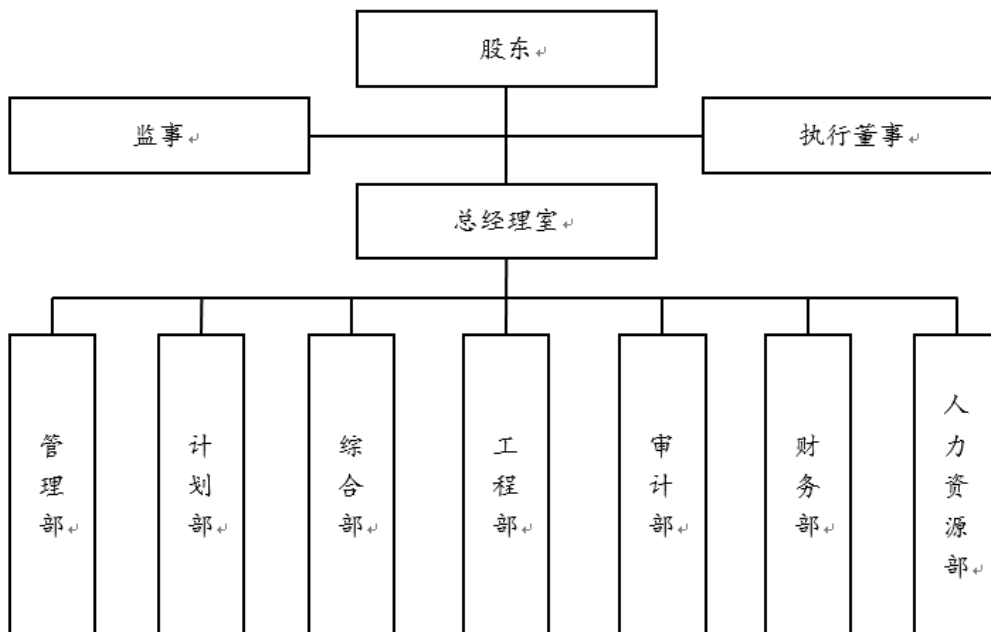 股东
监事
执行董事
总经理室
管理部
计划部
综合部
工程部
审计部
财务部
人力资源部